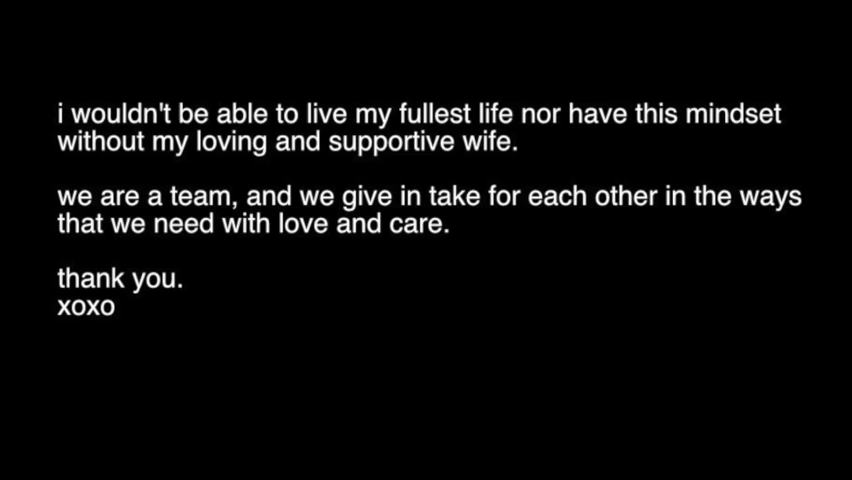 i wouldn't be able to live my fullest life nor have this mindset
without my loving and supportive wife.
we are a team, and we give in take for each other in the ways
that we need with love and care.
thank you.
xoxo